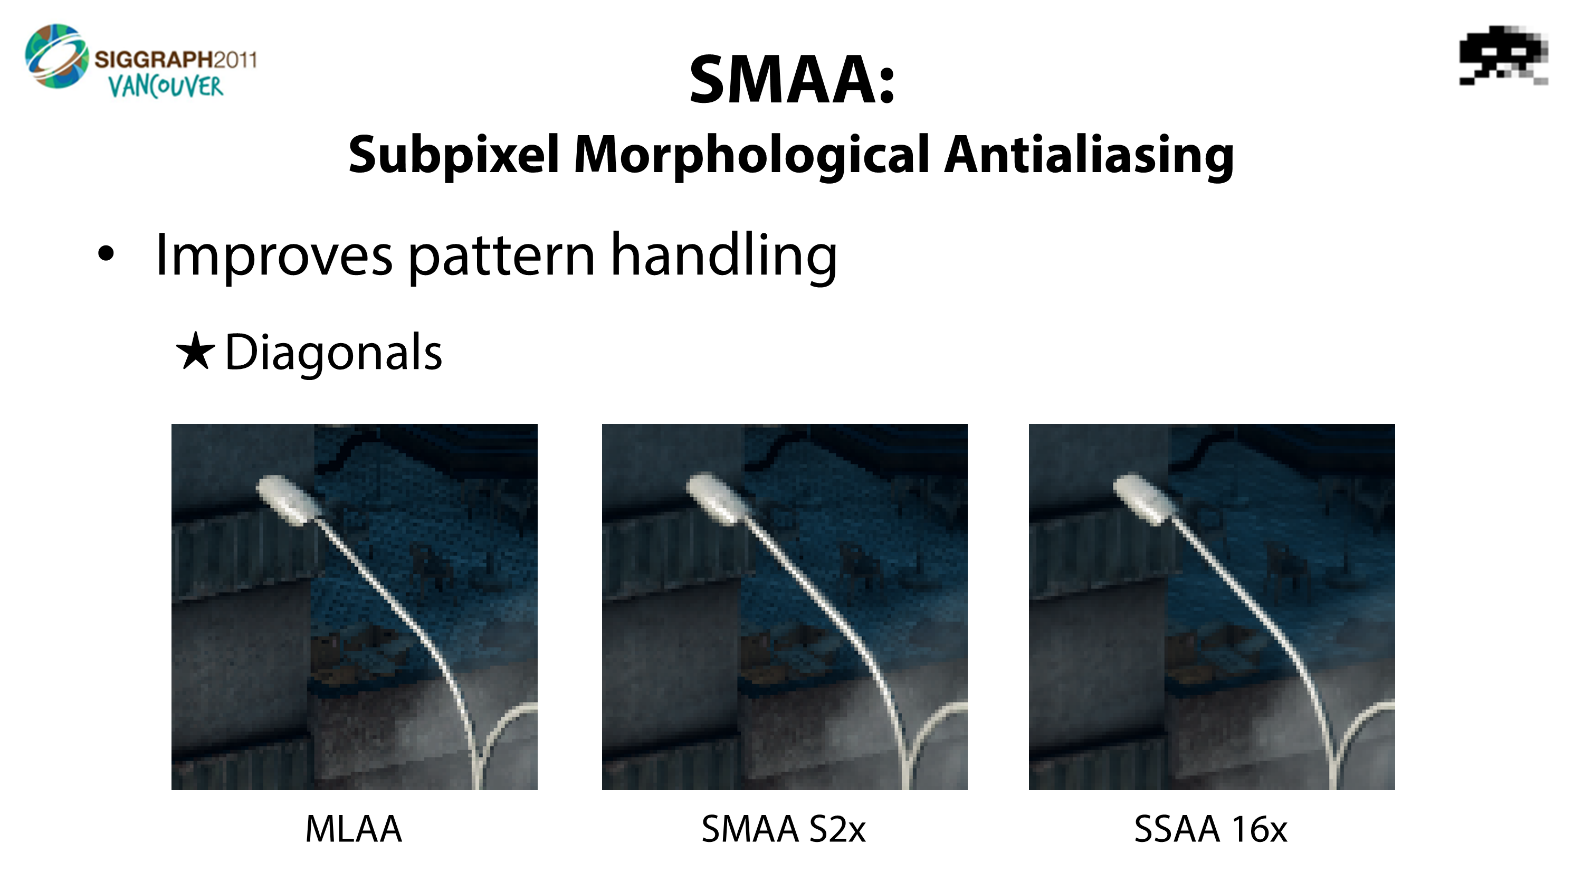 SIGGRAPH2011
VANCOUVER
SMAA:
Subpixel Morphological Antialiasing
• Improves pattern handling
★ Diagonals
MLAA
SMAA S2x
SSAA 16x